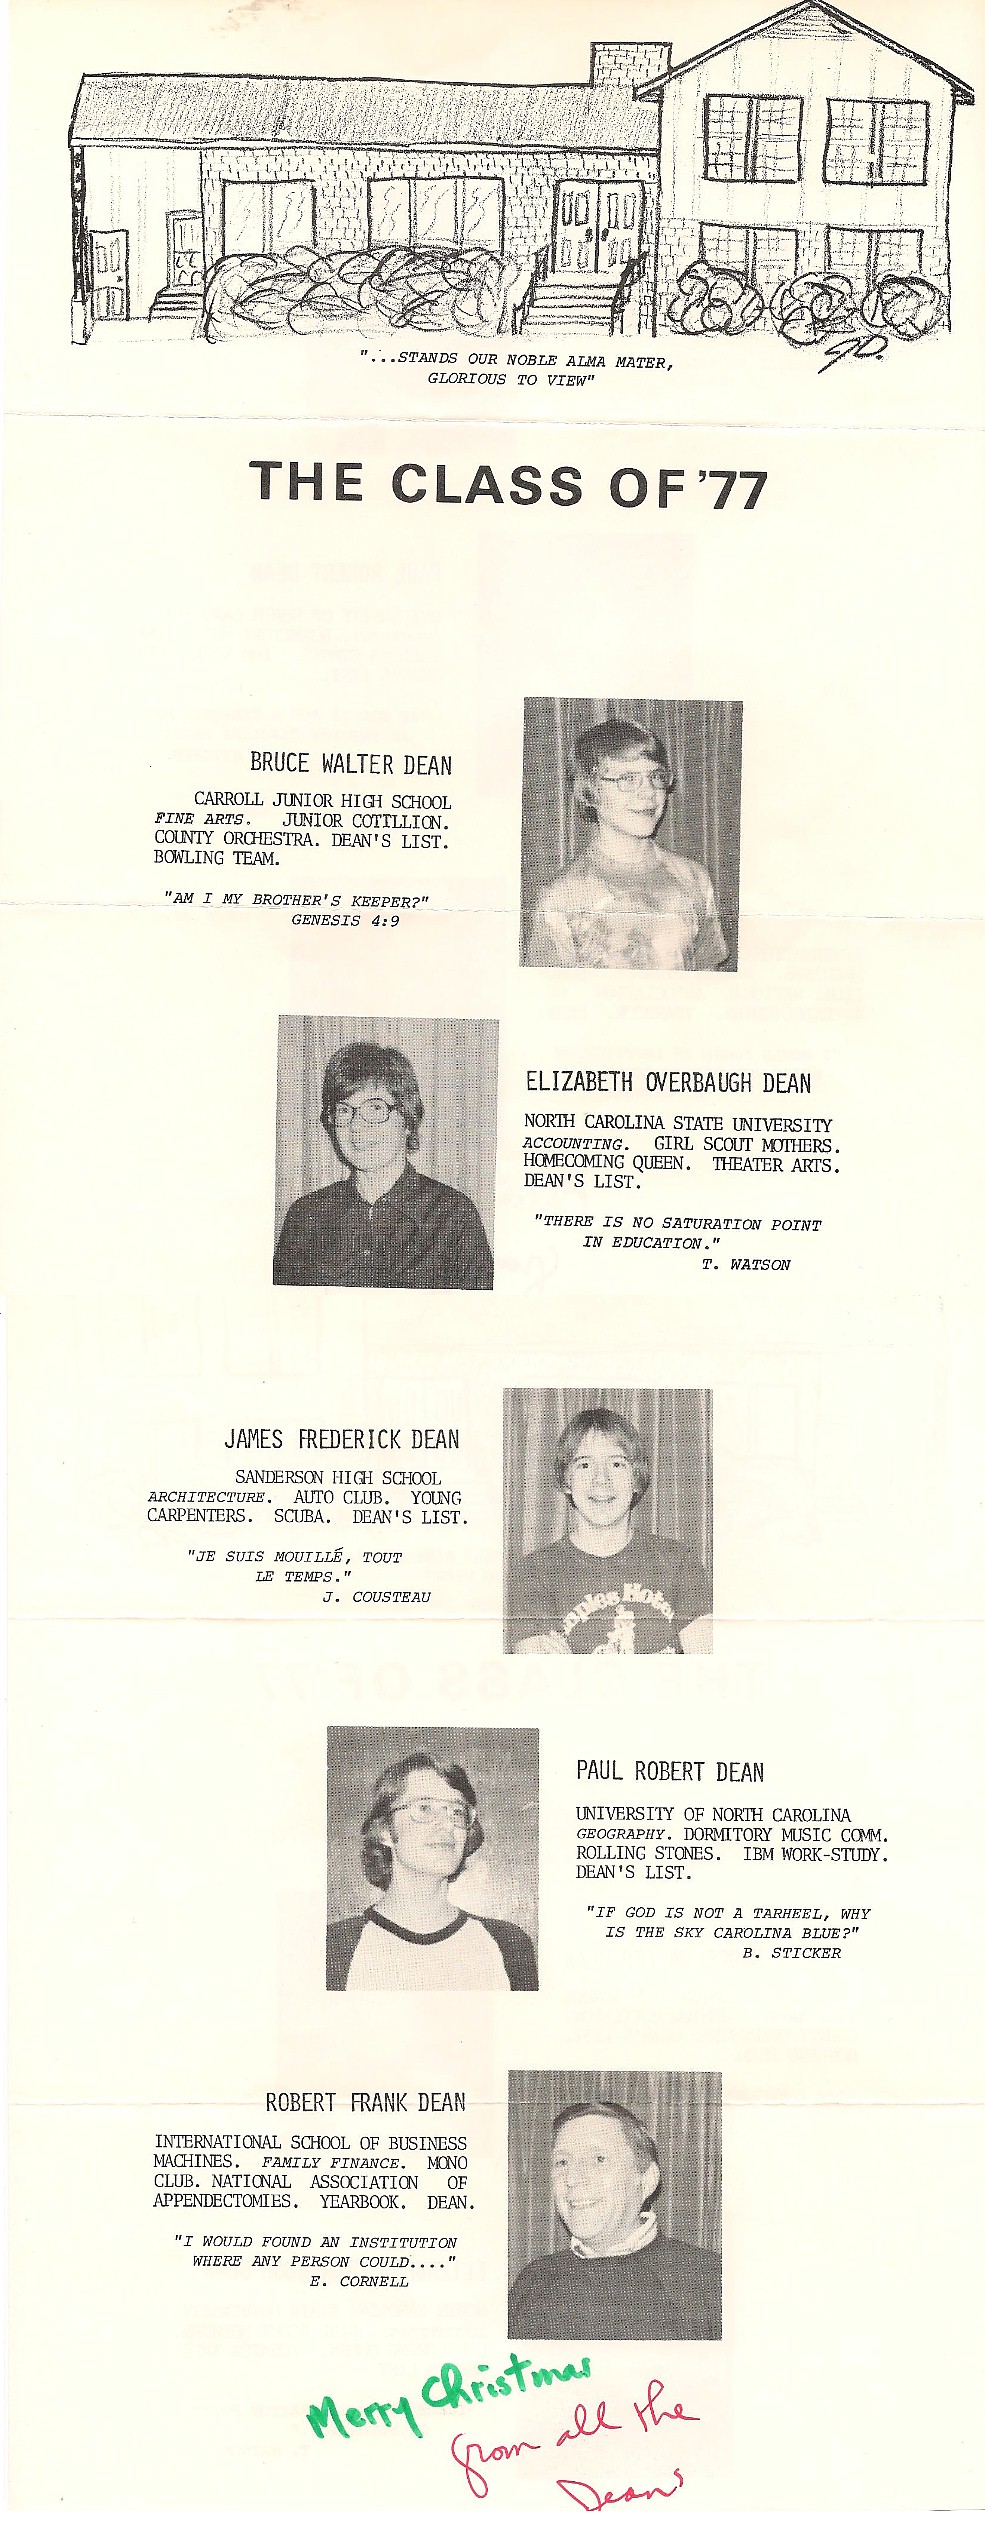 "...STANDS OUR NOBLE ALMA MATER,
GLORIOUS TO VIEW"
THE CLASS OF '77
BRUCE WALTER DEAN
CARROLL JUNIOR HIGH SCHOOL
FINE ARTS. JUNIOR COTILLION.
COUNTY ORCHESTRA. DEAN'S LIST.
BOWLING TEAM.
"AM I MY BROTHER'S KEEPER?"
GENESIS 4:9
ELIZABETH OVERBAUGH DEAN
NORTH CAROLINA STATE UNIVERSITY
ACCOUNTING. GIRL SCOUT MOTHERS.
HOMECOMING QUEEN. THEATER ARTS.
DEAN'S LIST.
"THERE IS NO SATURATION POINT
IN EDUCATION."
T. WATSON
JAMES FREDERICK DEAN
SANDERSON HIGH SCHOOL
ARCHITECTURE. AUTO CLUB. YOUNG
CARPENTERS. SCUBA. DEAN'S LIST.
"JE SUIS MOUILLÉ, TOUT
LE TEMPS."
J. COUSTEAU
PAUL ROBERT DEAN
UNIVERSITY OF NORTH CAROLINA
GEOGRAPHY. DORMITORY MUSIC COMM.
ROLLING STONES. IBM WORK-STUDY.
DEAN'S LIST.
"IF GOD IS NOT A TARHEEL, WHY
IS THE SKY CAROLINA BLUE?"
B. STICKER
ROBERT FRANK DEAN
INTERNATIONAL SCHOOL OF BUSINESS
MACHINES. FAMILY FINANCE. MONO
CLUB. NATIONAL ASSOCIATION OF
APPENDECTOMIES. YEARBOOK. DEAN.
"I WOULD FOUND AN INSTITUTION
WHERE ANY PERSON COULD...."
E. CORNELL
Merry Christmas
from all the
Deans